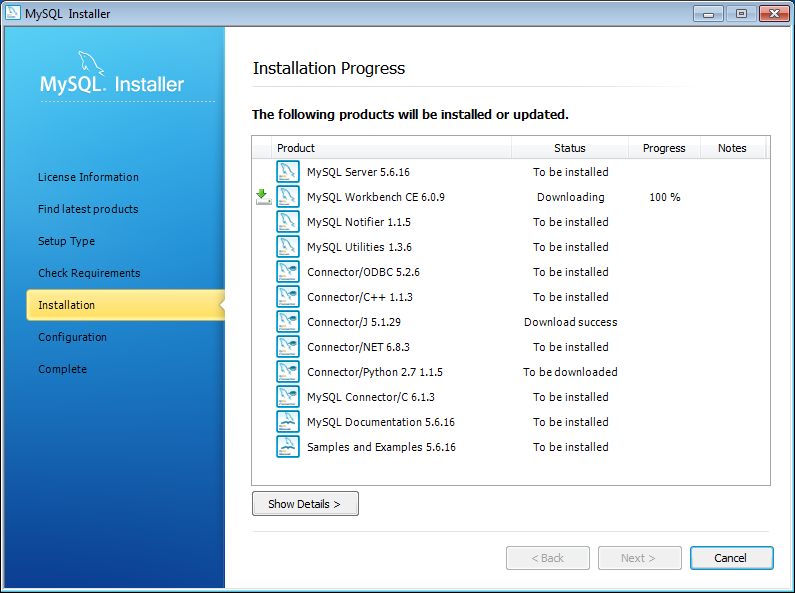 MySQL Installer
MySQL. Installer
License Information
Find latest products
Setup Type
Check Requirements
Installation
Configuration
Complete
Installation Progress
The following products will be installed or updated.
Product Status Progress Notes
MySQL Server 5.6.16 To be installed
MySQL Workbench CE 6.0.9 Downloading 100 %
MySQL Notifier 1.1.5 To be installed
MySQL Utilities 1.3.6 To be installed
Connector/ODBC 5.2.6 To be installed
Connector/C++ 1.1.3 To be installed
Connector/J 5.1.29 Download success
Connector/NET 6.8.3 To be installed
Connector/Python 2.7 1.1.5 To be downloaded
MySQL Connector/C 6.1.3 To be installed
MySQL Documentation 5.6.16 To be installed
Samples and Examples 5.6.16 To be installed
Show Details >
< Back Next > Cancel